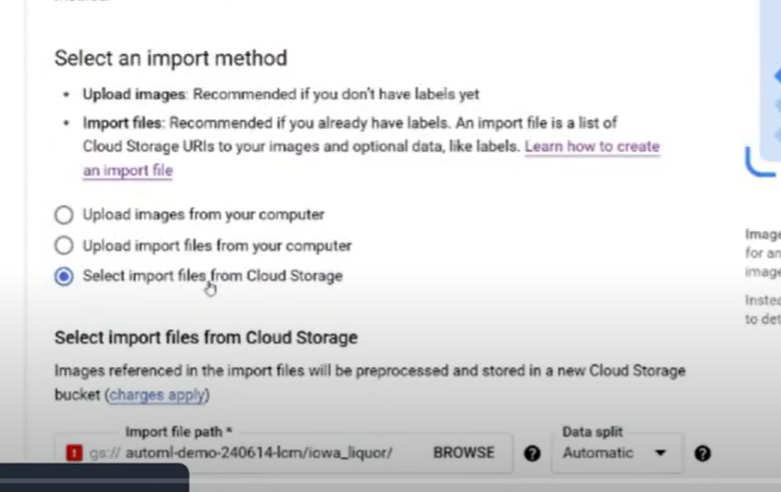 Select an import method
• Upload images: Recommended if you don't have labels yet
• Import files: Recommended if you already have labels. An import file is a list of
Cloud Storage URIs to your images and optional data, like labels. Learn how to create
an import file
Upload images from your computer
Upload import files from your computer
Select import files from Cloud Storage
Image
for an
image
Instea
to det
Select import files from Cloud Storage
Images referenced in the import files will be preprocessed and stored in a new Cloud Storage
bucket (charges apply)
Import file path *
Data split
! gs:// automl-demo-240614-lcm/iowa_liquor/ BROWSE ? Automatic ?